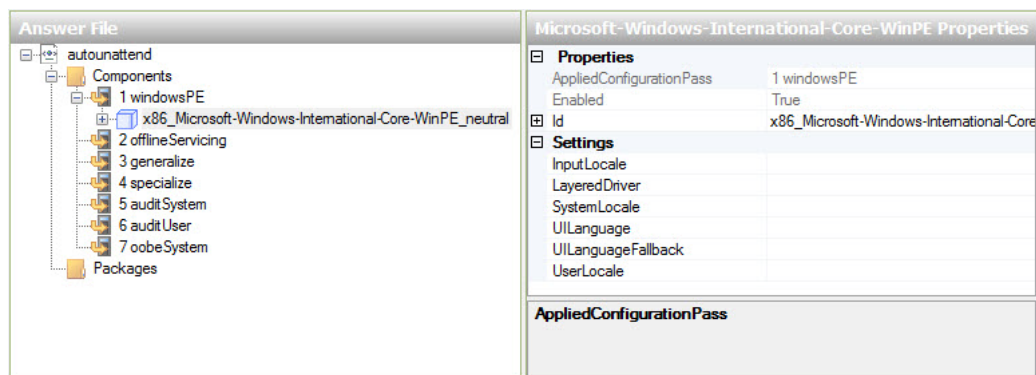 Answer File
autounattend
Components
1 windowsPE
x86_Microsoft-Windows-International-Core-WinPE_neutral
2 offlineServicing
3 generalize
4 specialize
5 auditSystem
6 auditUser
7 oobeSystem
Packages
Microsoft-Windows-International-Core-WinPE Properties
Properties
AppliedConfigurationPass 1 windowsPE
Enabled True
Id x86_Microsoft-Windows-International-Core
Settings
InputLocale
LayeredDriver
SystemLocale
UILanguage
UILanguageFallback
UserLocale
AppliedConfigurationPass